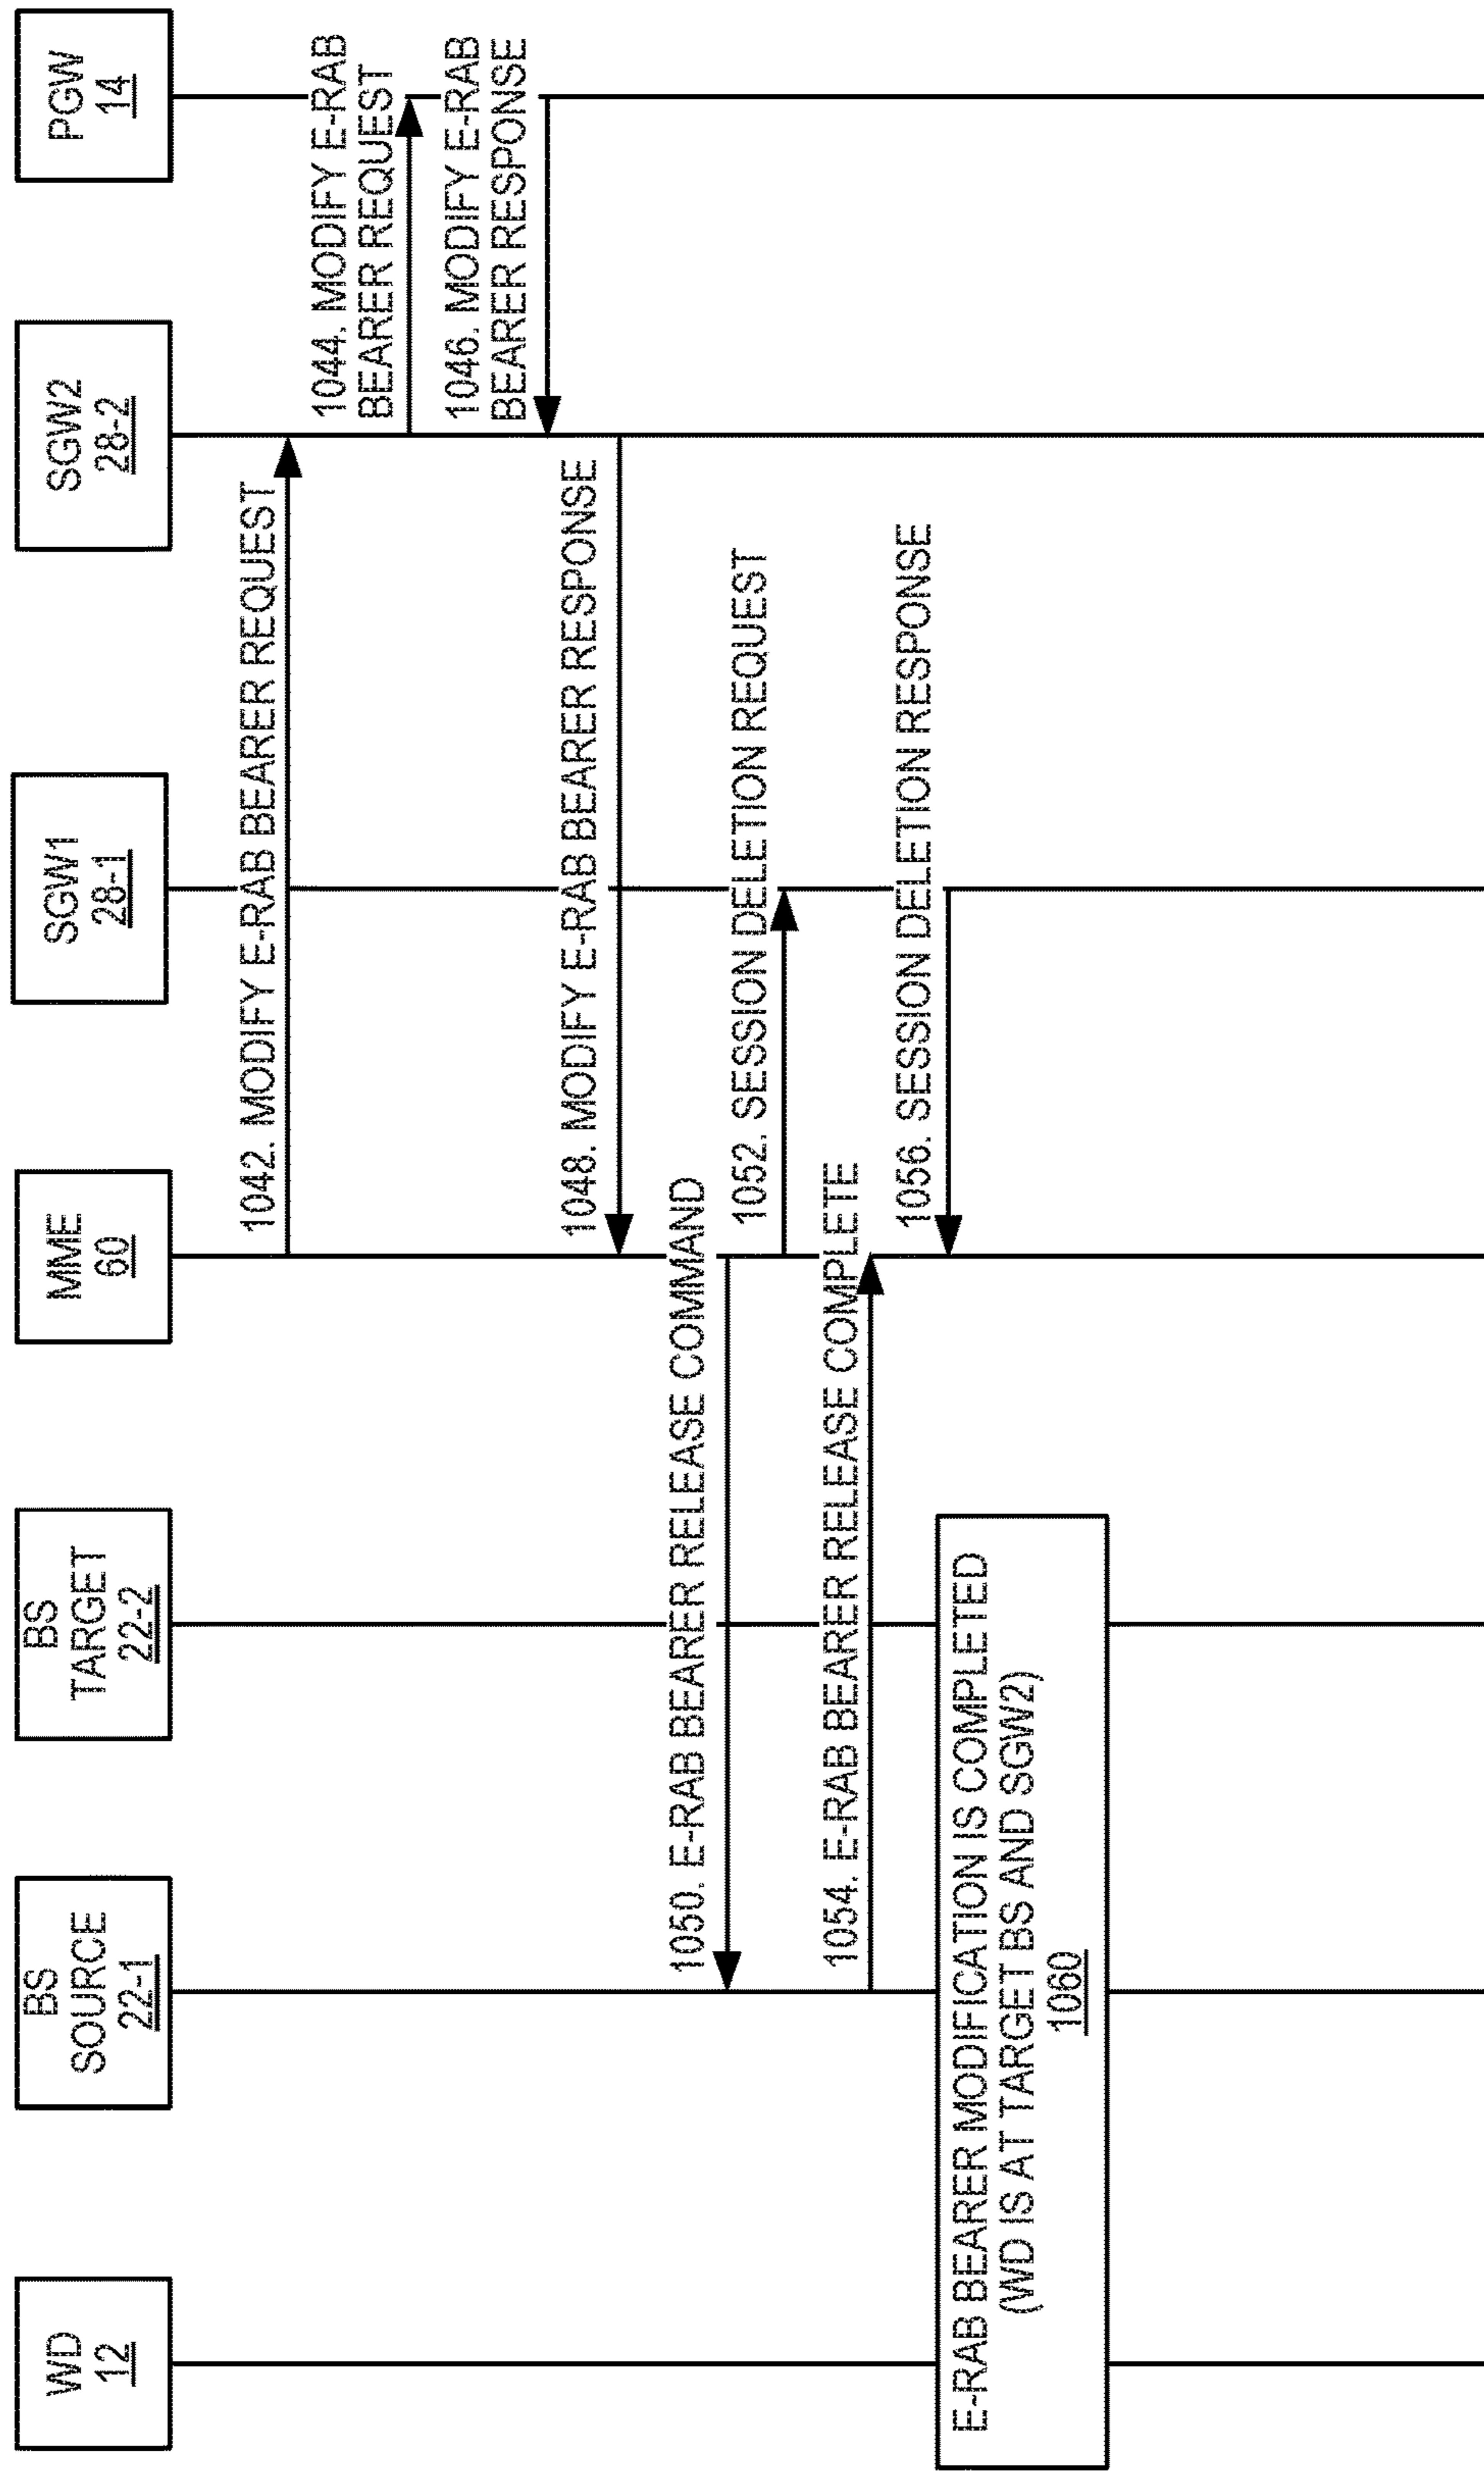 WD
12
BS
SOURCE
22-1
BS
TARGET
22-2
MME
60
SGW1
28-1
SGW2
28-2
PGW
14
1042. MODIFY E-RAB BEARER REQUEST
1044. MODIFY E-RAB
BEARER REQUEST
1046. MODIFY E-RAB
BEARER RESPONSE
1048. MODIFY E-RAB BEARER RESPONSE
1050. E-RAB BEARER RELEASE COMMAND
1052. SESSION DELETION REQUEST
1054. E-RAB BEARER RELEASE COMPLETE
1056. SESSION DELETION RESPONSE
E-RAB BEARER MODIFICATION IS COMPLETED
(WD IS AT TARGET BS AND SGW2)
1060